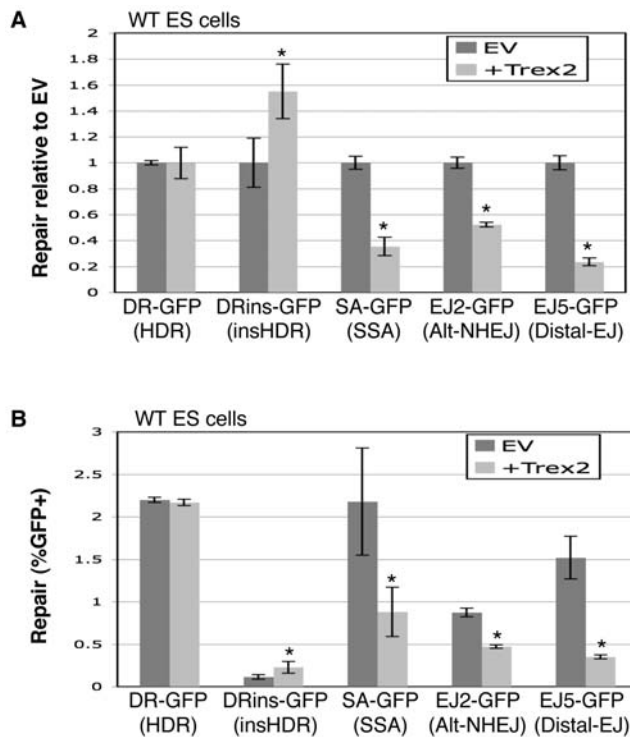 A
WT ES cells
Repair relative to EV
2
1.8
1.6
1.4
1.2
1
0.8
0.6
0.4
0.2
0
EV
+Trex2
*
*
*
*
DR-GFP DRins-GFP SA-GFP EJ2-GFP EJ5-GFP
(HDR) (insHDR) (SSA) (Alt-NHEJ) (Distal-EJ)
B
WT ES cells
Repair (%GFP+)
3
2.5
2
1.5
1
0.5
0
EV
+Trex2
*
*
*
*
DR-GFP DRins-GFP SA-GFP EJ2-GFP EJ5-GFP
(HDR) (insHDR) (SSA) (Alt-NHEJ) (Distal-EJ)